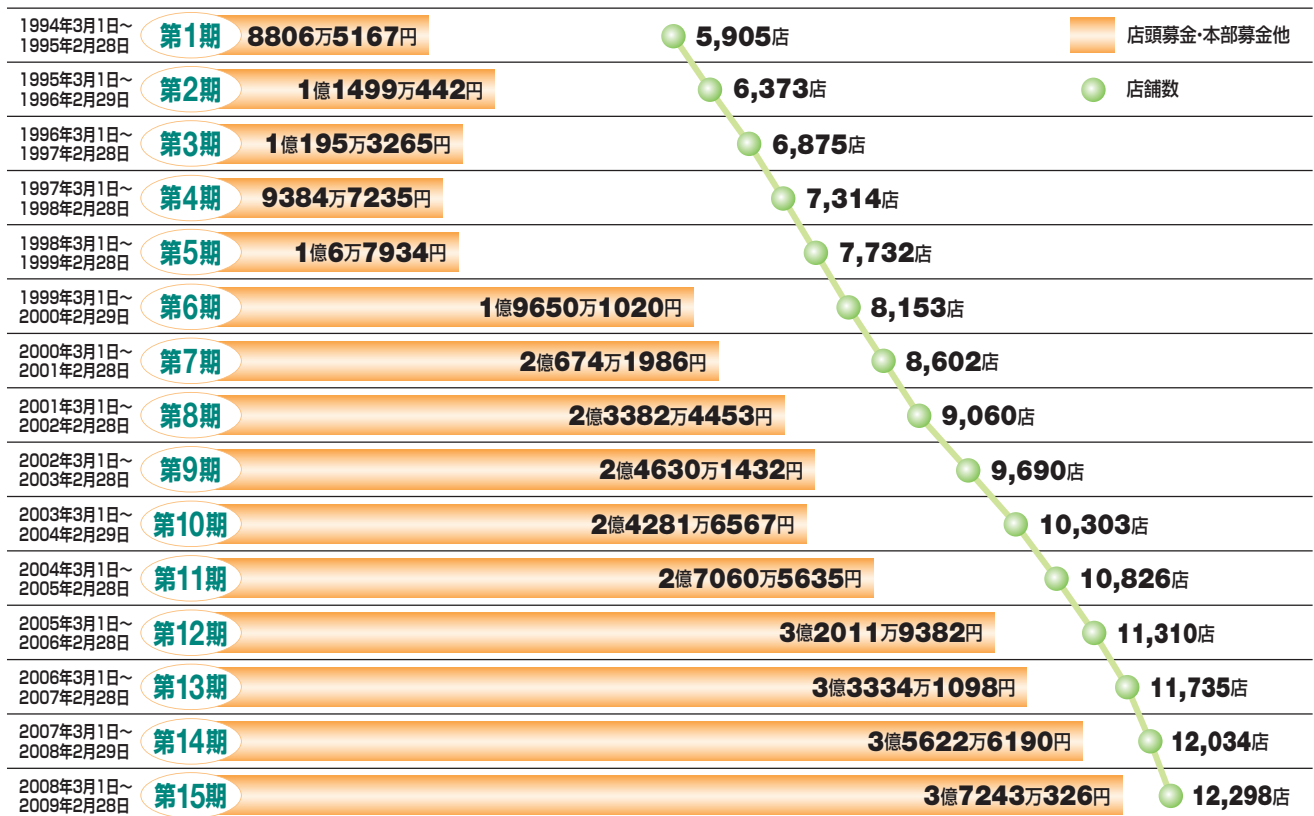 1994年3月1日〜
1995年2月28日
第1期
8806万5167円
5,905店
店頭募金・本部募金他
1995年3月1日〜
1996年2月29日
第2期
1億1499万442円
6,373店
店舗数
1996年3月1日〜
1997年2月28日
第3期
1億195万3265円
6,875店
1997年3月1日〜
1998年2月28日
第4期
9384万7235円
7,314店
1998年3月1日〜
1999年2月28日
第5期
1億6万7934円
7,732店
1999年3月1日〜
2000年2月29日
第6期
1億9650万1020円
8,153店
2000年3月1日〜
2001年2月28日
第7期
2億674万1986円
8,602店
2001年3月1日〜
2002年2月28日
第8期
2億3382万4453円
9,060店
2002年3月1日〜
2003年2月28日
第9期
2億4630万1432円
9,690店
2003年3月1日〜
2004年2月29日
第10期
2億4281万6567円
10,303店
2004年3月1日〜
2005年2月28日
第11期
2億7060万5635円
10,826店
2005年3月1日〜
2006年2月28日
第12期
3億2011万9382円
11,310店
2006年3月1日〜
2007年2月28日
第13期
3億3334万1098円
11,735店
2007年3月1日〜
2008年2月29日
第14期
3億5622万6190円
12,034店
2008年3月1日〜
2009年2月28日
第15期
3億7243万326円
12,298店